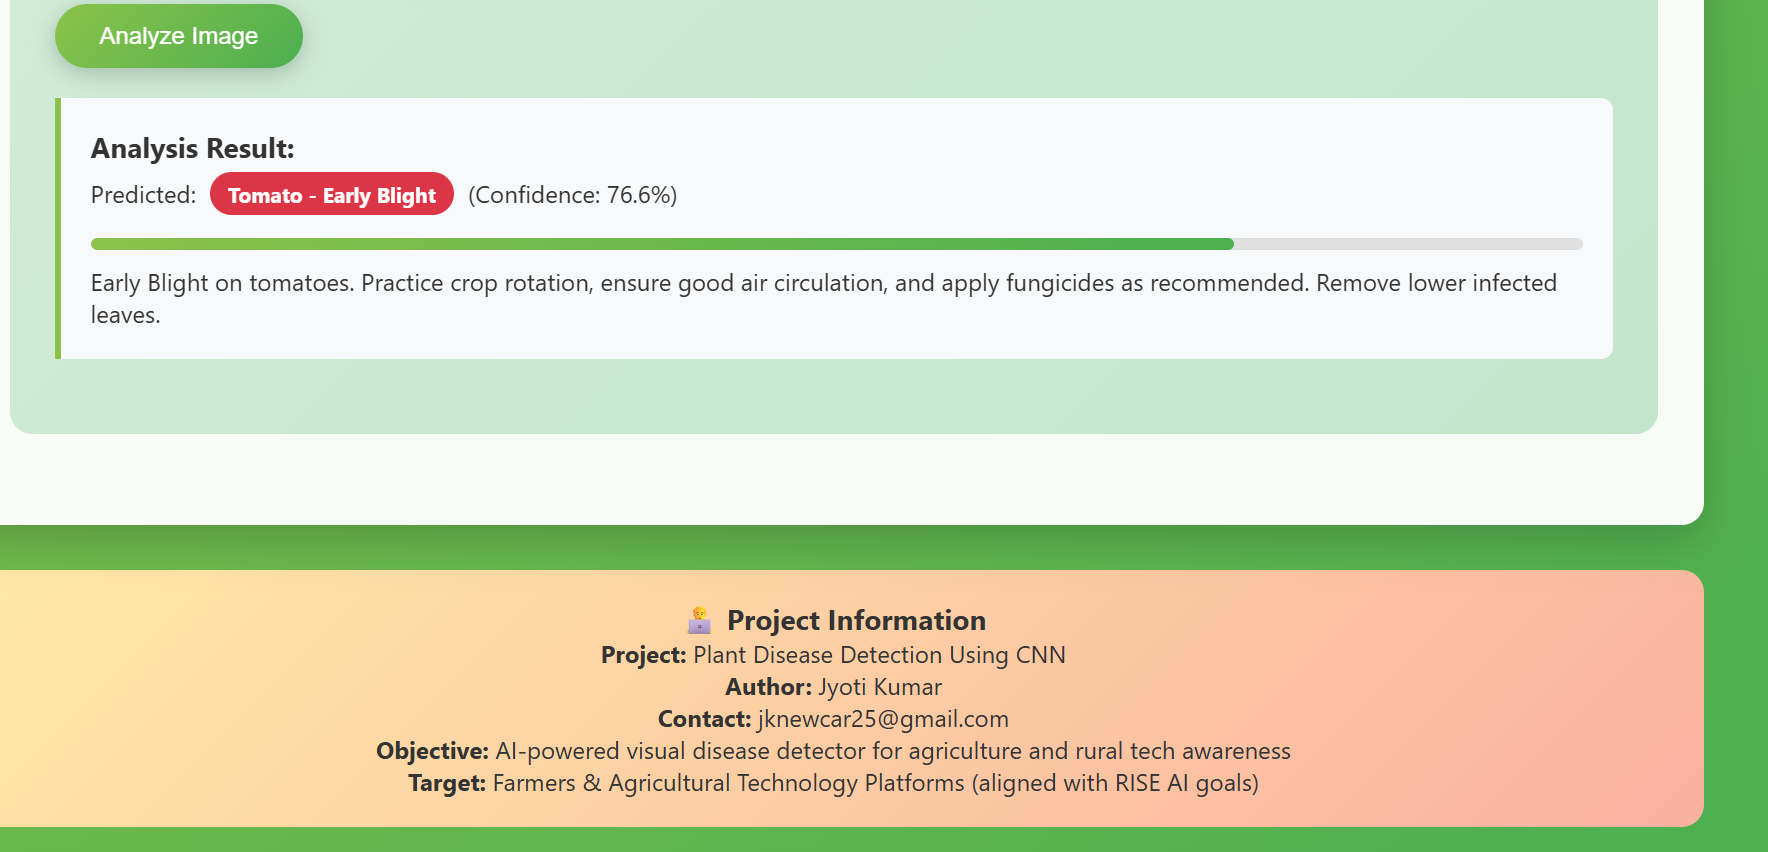 Analyze Image
Analysis Result:
Predicted: Tomato - Early Blight (Confidence: 76.6%)
Early Blight on tomatoes. Practice crop rotation, ensure good air circulation, and apply fungicides as recommended. Remove lower infected
leaves.
Project Information
Project: Plant Disease Detection Using CNN
Author: Jyoti Kumar
Contact: jknewcar25@gmail.com
Objective: AI-powered visual disease detector for agriculture and rural tech awareness
Target: Farmers & Agricultural Technology Platforms (aligned with RISE AI goals)